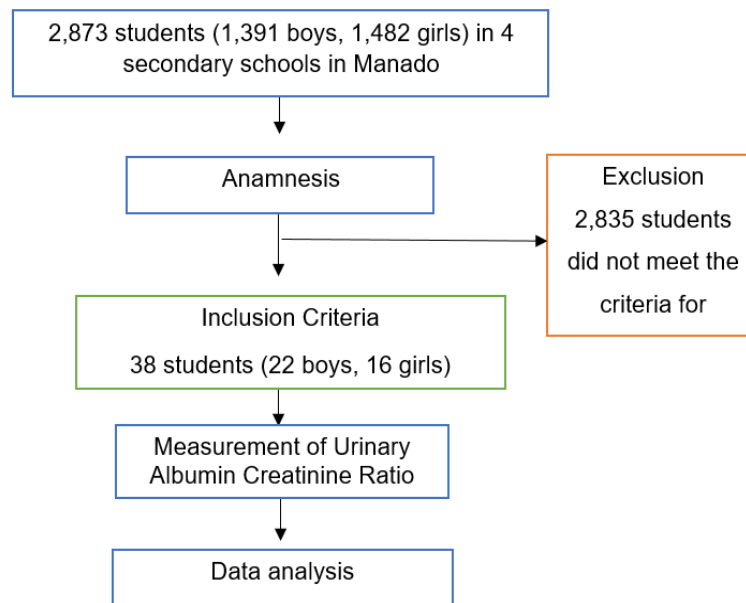 2,873 students (1,391 boys, 1,482 girls) in 4
secondary schools in Manado
Anamnesis
Exclusion
2,835 students
did not meet the
criteria for
Inclusion Criteria
38 students (22 boys, 16 girls)
Measurement of Urinary
Albumin Creatinine Ratio
Data analysis